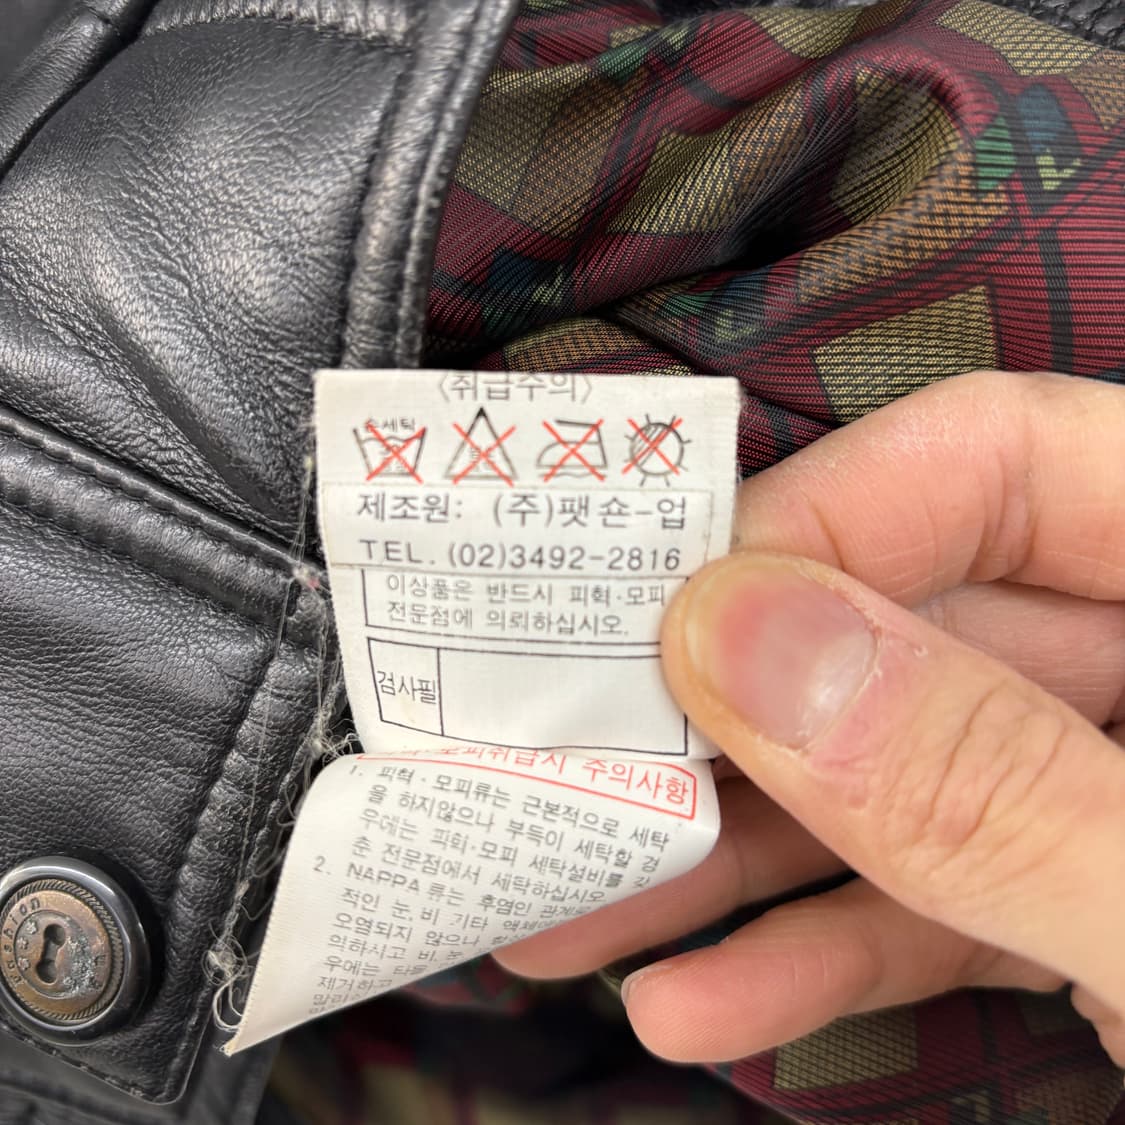 〈취급주의〉
손세탁
제조원: (주)팻숀-업
TEL. (02)3492-2816
이상품은 반드시 피혁·모피
전문점에 의뢰하십시오.
검사필
모피취급시 주의사항
1. 피혁·모피류는 근본적으로 세탁
을 하지않으나 부득이 세탁할 경
우에는 피혁·모피 세탁설비를 갖
춘 전문점에서 세탁하십시오.
2. NAPPA 류는 후염인 관계로
적인 눈, 비 기타
오염되지 않으나
의하시고 비,
우에는 타올
제거하고
fashion